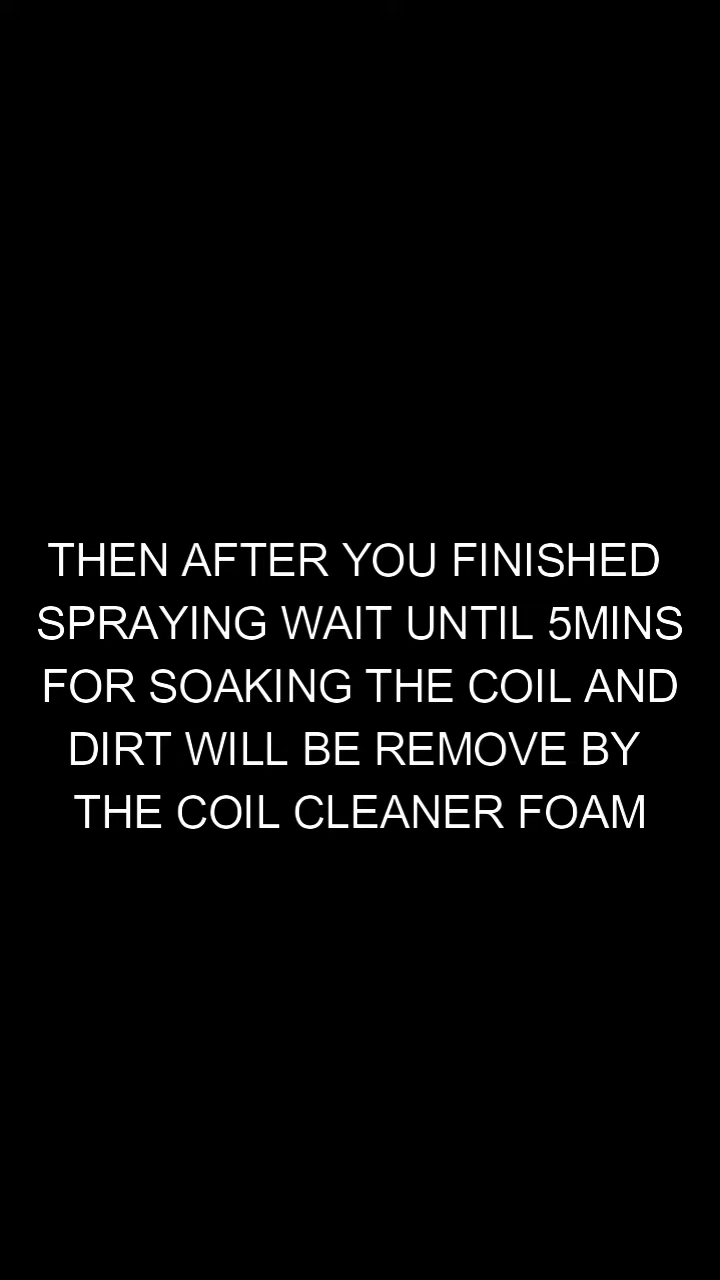 THEN AFTER YOU FINISHED
SPRAYING WAIT UNTIL 5MINS
FOR SOAKING THE COIL AND
DIRT WILL BE REMOVE BY
THE COIL CLEANER FOAM